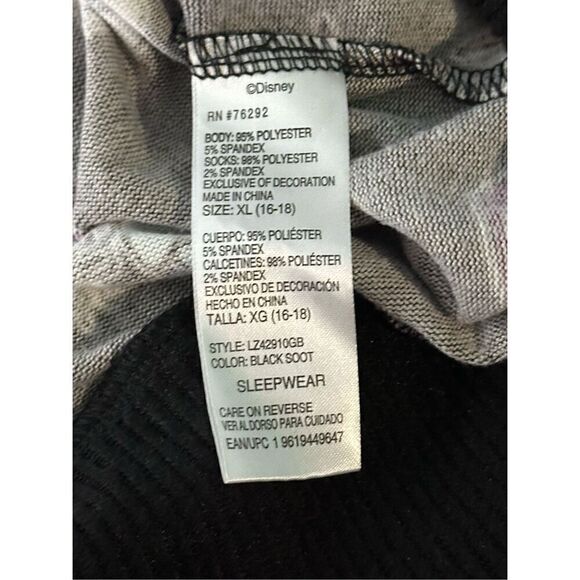 ©Disney
RN #76292
BODY: 95% POLYESTER
5% SPANDEX
SOCKS: 98% POLYESTER
2% SPANDEX
EXCLUSIVE OF DECORATION
MADE IN CHINA
SIZE: XL (16-18)
CUERPO: 95% POLIÉSTER
5% SPANDEX
CALCETINES: 98% POLIÉSTER
2% SPANDEX
EXCLUSIVO DE DECORACIÓN
HECHO EN CHINA
TALLA: XG (16-18)
STYLE: LZ42910GB
COLOR: BLACK SOOT
SLEEPWEAR
CARE ON REVERSE
VER AL DORSO PARA CUIDADO
EAN/UPC 1 9619449647